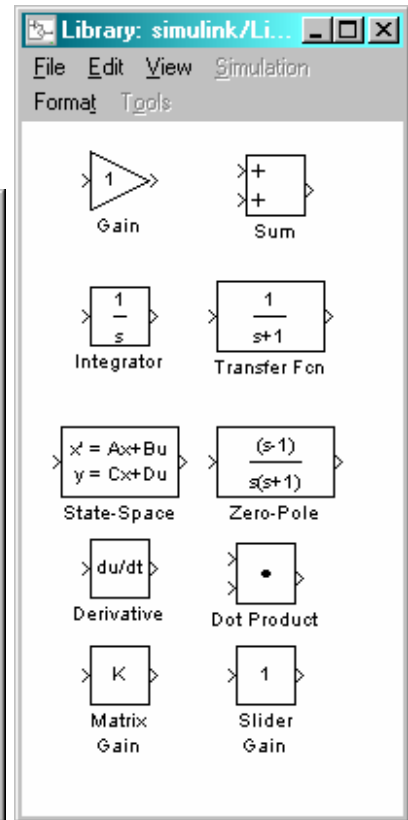 Library: simulink/Li...
File Edit View Simulation
Format Tools
1
+
+
Gain
Sum
1
s
1
s+1
Integrator
Transfer Fcn
x' = Ax+Bu
y = Cx+Du
(s-1)
s(s+1)
State-Space
Zero-Pole
du/dt
Derivative
Dot Product
K
1
Matrix
Gain
Slider
Gain